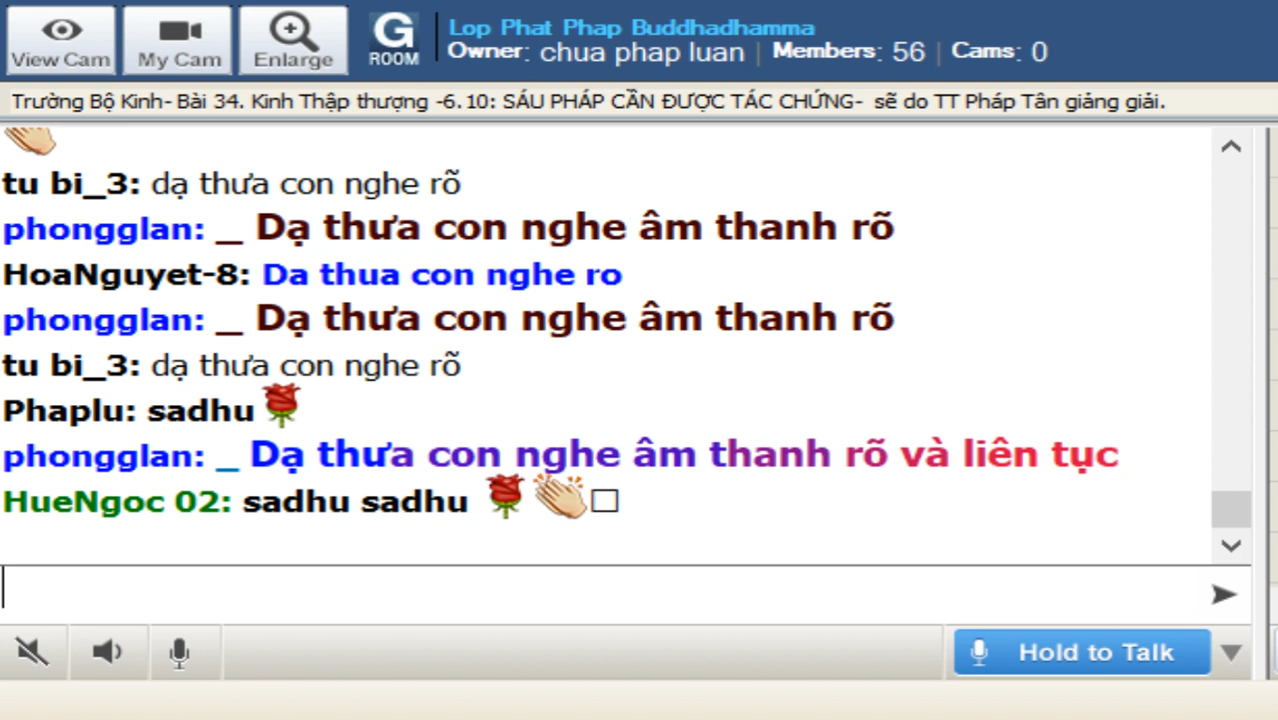 View Cam My Cam Enlarge G ROOM
Lop Phat Phap Buddhadhamma
Owner: chua phap luan | Members: 56 | Cams: 0
Trường Bộ Kinh- Bài 34. Kinh Thập thượng -6.10: SÁU PHÁP CẦN ĐƯỢC TÁC CHỨNG- sẽ do TT Pháp Tân giảng giải.
tu bi_3: dạ thưa con nghe rõ
phongglan: _ Dạ thưa con nghe âm thanh rõ
HoaNguyet-8: Da thua con nghe ro
phongglan: _ Dạ thưa con nghe âm thanh rõ
tu bi_3: dạ thưa con nghe rõ
Phaplu: sadhu
phongglan: _ Dạ thưa con nghe âm thanh rõ và liên tục
HueNgoc 02: sadhu sadhu
Hold to Talk